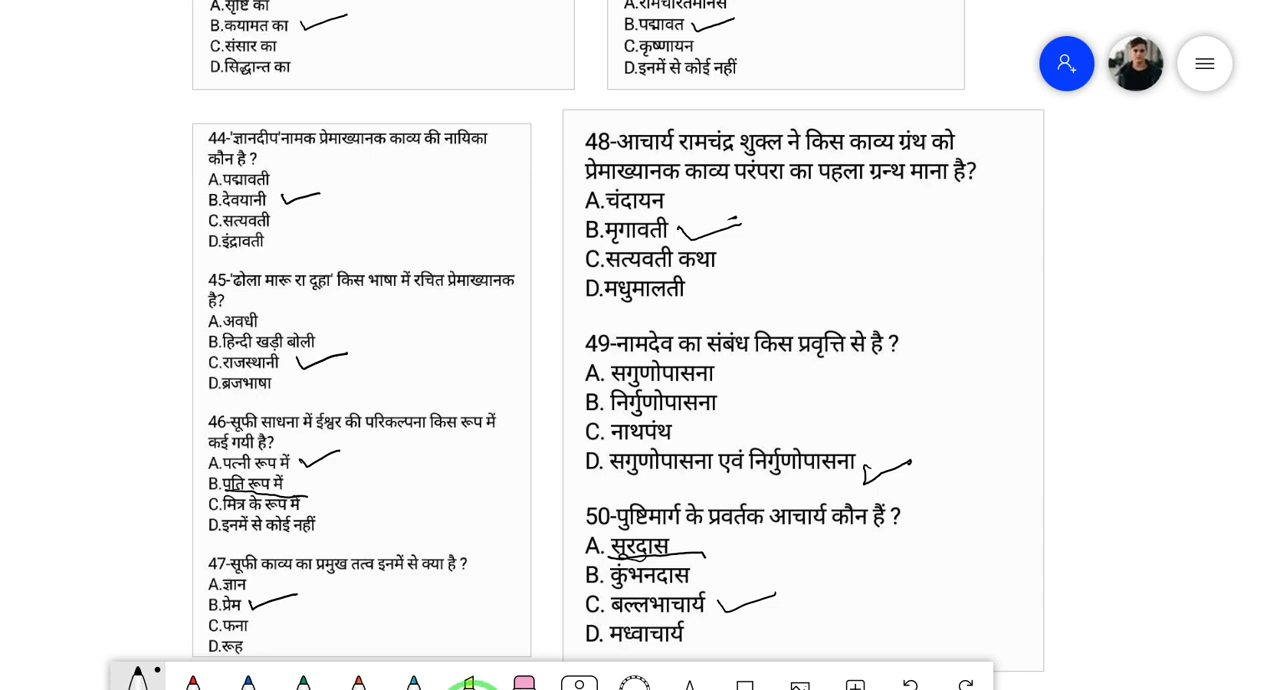 A.सृष्टि का
B.कयामत का
C.संसार का
D.सिद्धान्त का
A.रामचरितमानस
B.पद्मावत
C.कृष्णायन
D.इनमें से कोई नहीं
44-'ज्ञानदीप'नामक प्रेमाख्यानक काव्य की नायिका
कौन है ?
A.पद्मावती
B.देवयानी
C.सत्यवती
D.इंद्रावती
45-'ढोला मारू रा दूहा' किस भाषा में रचित प्रेमाख्यानक
है?
A.अवधी
B.हिन्दी खड़ी बोली
C.राजस्थानी
D.ब्रजभाषा
46-सूफी साधना में ईश्वर की परिकल्पना किस रूप में
कई गयी है?
A.पत्नी रूप में
B.पति रूप में
C.मित्र के रूप में
D.इनमें से कोई नहीं
47-सूफी काव्य का प्रमुख तत्व इनमें से क्या है ?
A.ज्ञान
B.प्रेम
C.फना
D.रूह
48-आचार्य रामचंद्र शुक्ल ने किस काव्य ग्रंथ को
प्रेमाख्यानक काव्य परंपरा का पहला ग्रन्थ माना है?
A.चंदायन
B.मृगावती
C.सत्यवती कथा
D.मधुमालती
49-नामदेव का संबंध किस प्रवृत्ति से है ?
A. सगुणोपासना
B. निर्गुणोपासना
C. नाथपंथ
D. सगुणोपासना एवं निर्गुणोपासना
50-पुष्टिमार्ग के प्रवर्तक आचार्य कौन हैं ?
A. सूरदास
B. कुंभनदास
C. बल्लभाचार्य
D. मध्वाचार्य